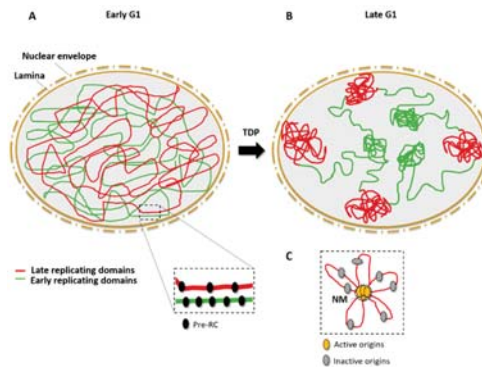 A
Early G1
B
Late G1
Nuclear envelope
Lamina
TDP
Late replicating domains
Early replicating domains
Pre-RC
C
NM
Active origins
Inactive origins